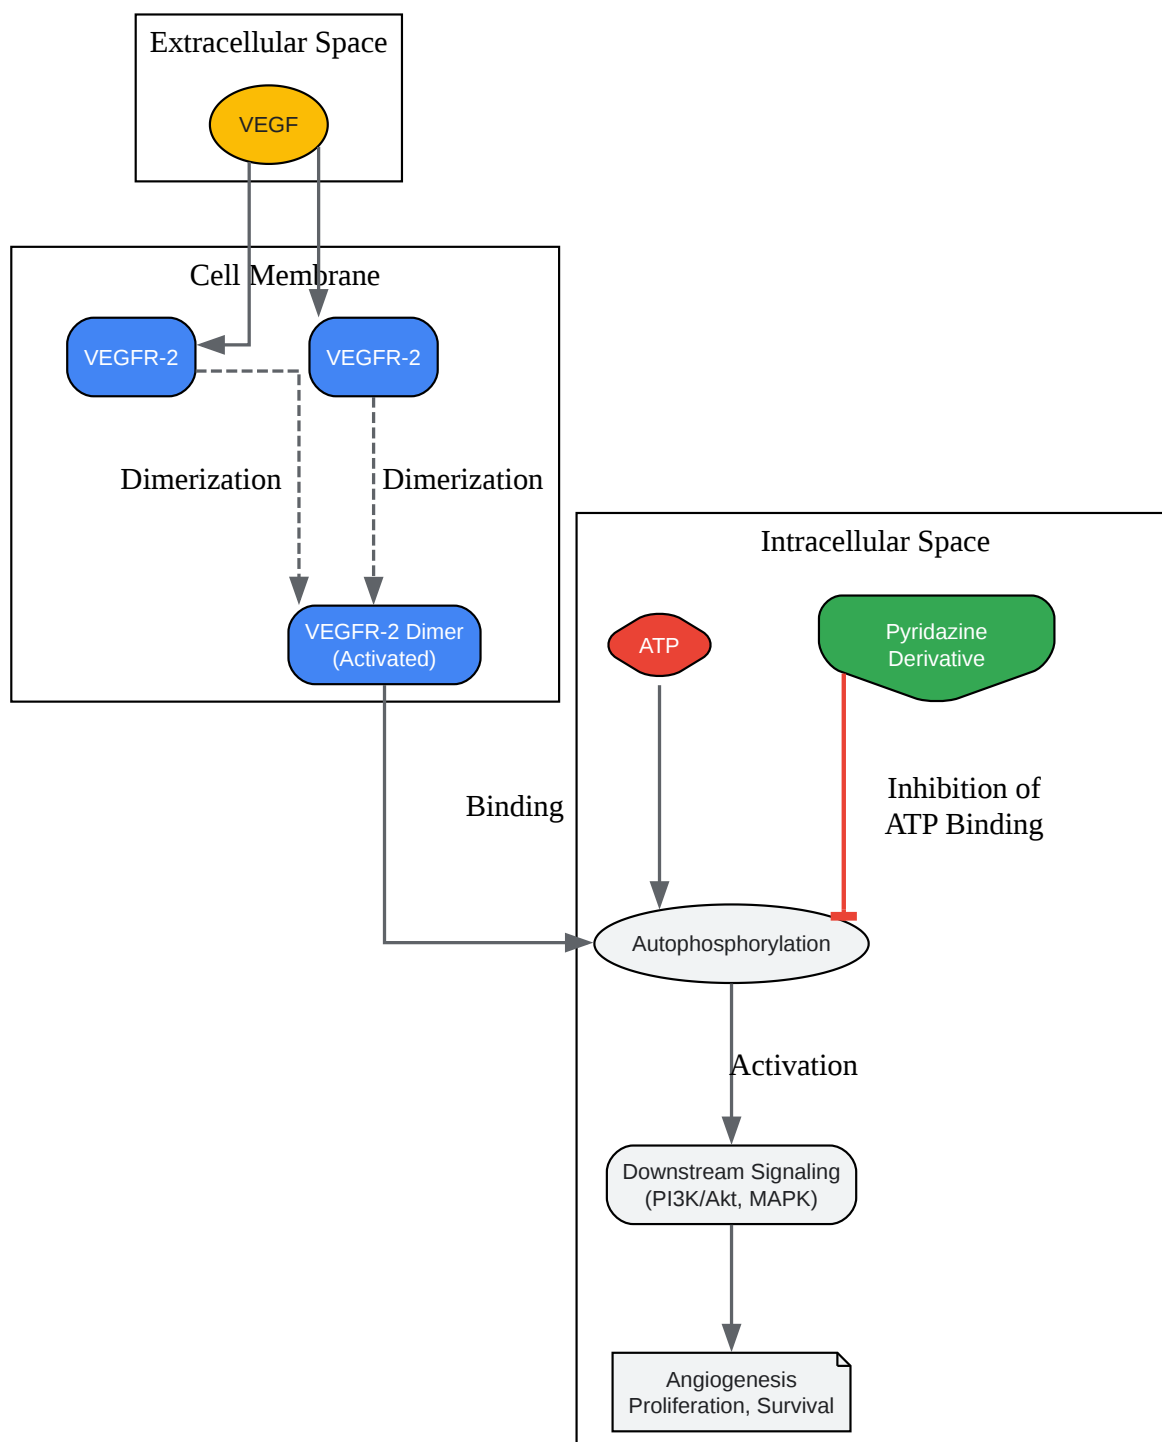 Extracellular Space
VEGF
Cell Membrane
VEGFR-2
VEGFR-2
Dimerization
Dimerization
VEGFR-2 Dimer
(Activated)
Intracellular Space
ATP
Pyridazine
Derivative
Binding
Inhibition of
ATP Binding
Autophosphorylation
Activation
Downstream Signaling
(PI3K/Akt, MAPK)
Angiogenesis
Proliferation, Survival